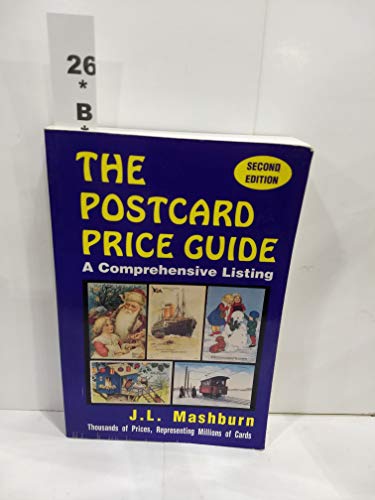 26
* B*
THE
POSTCARD
PRICE GUIDE
SECOND
EDITION
A Comprehensive Listing
J.L. Mashburn
Thousands of Prices, Representing Millions of Cards